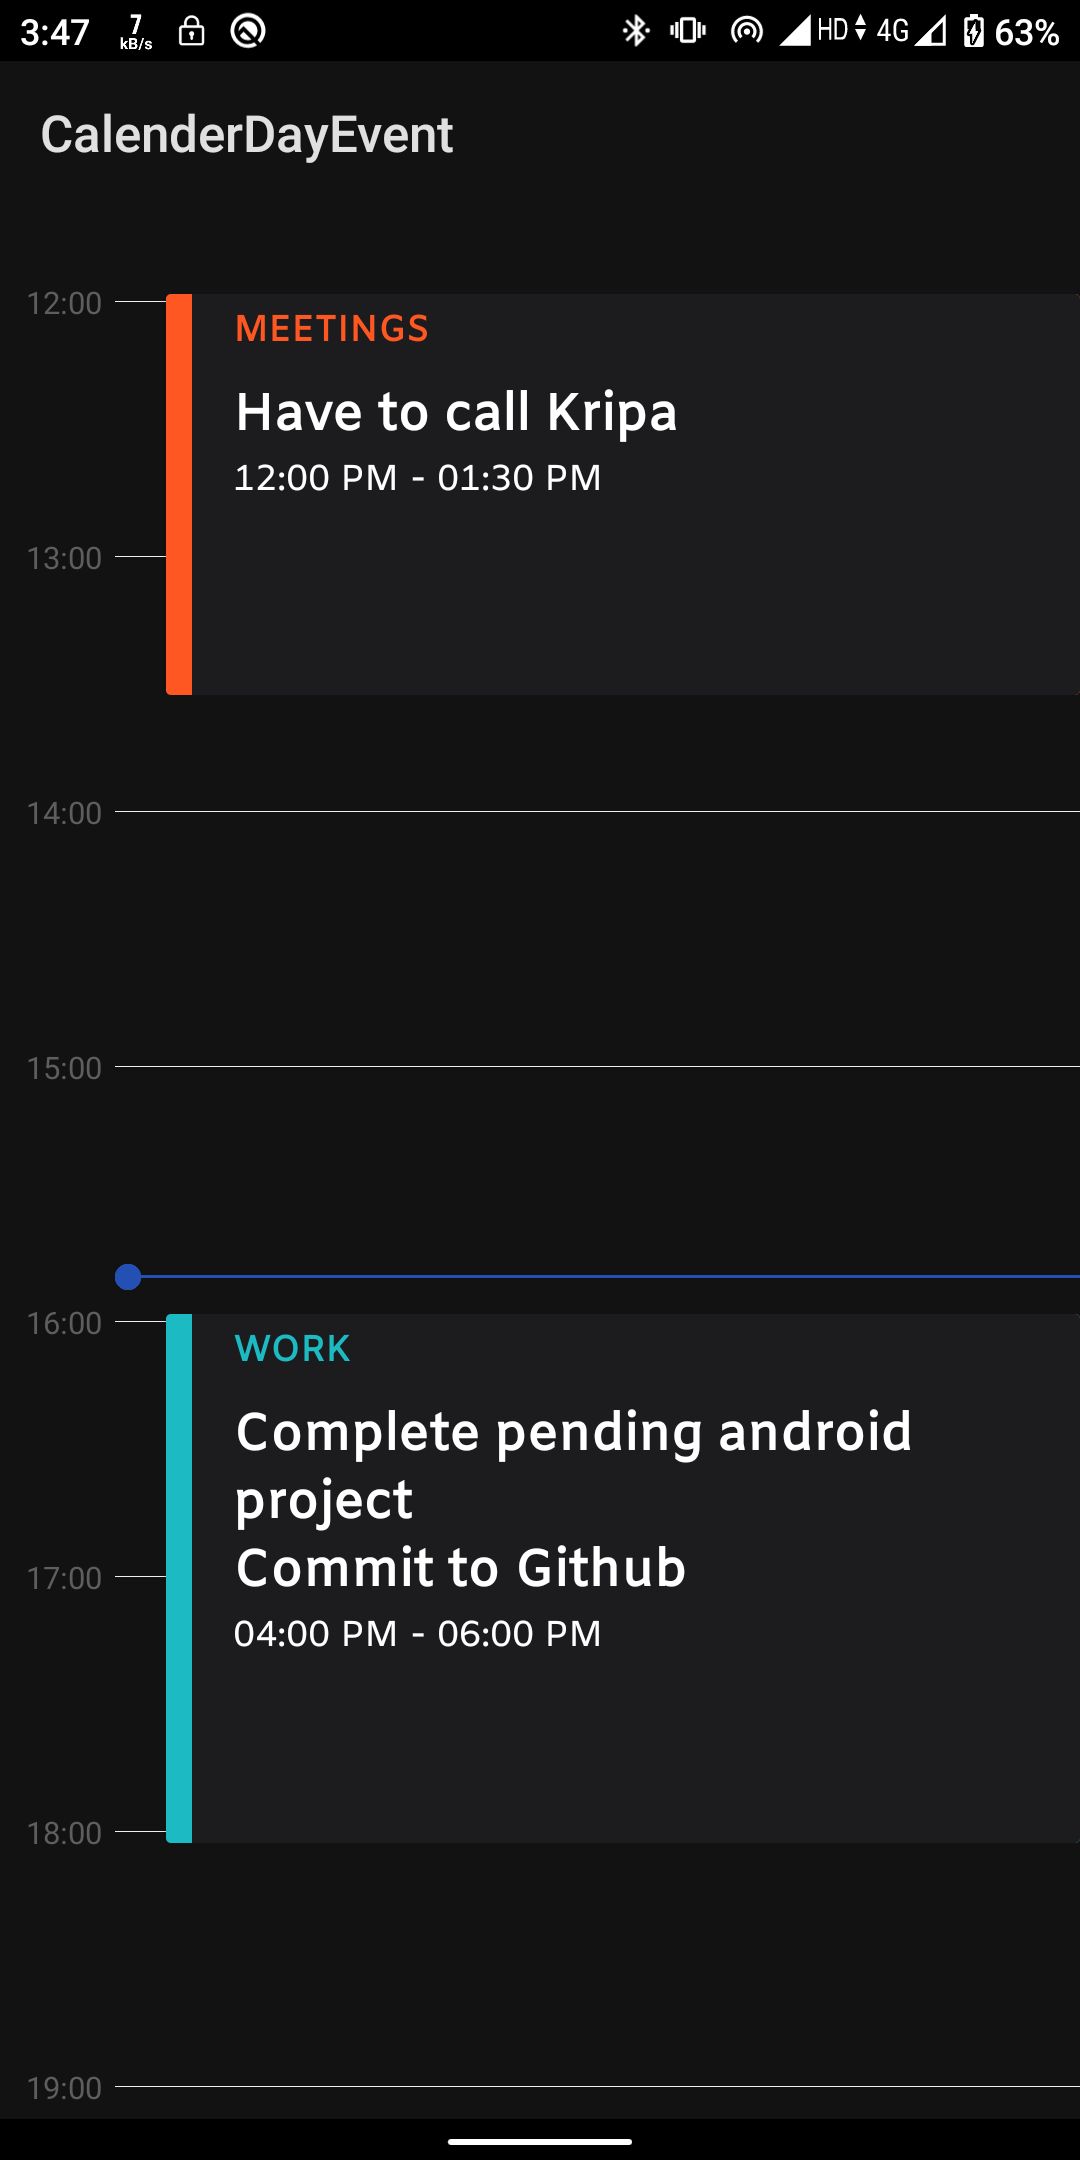 3:47 7 kB/s HD 4G 63%
CalenderDayEvent
12:00
MEETINGS
Have to call Kripa
12:00 PM - 01:30 PM
13:00
14:00
15:00
16:00
WORK
Complete pending android
project
Commit to Github
17:00
04:00 PM - 06:00 PM
18:00
19:00